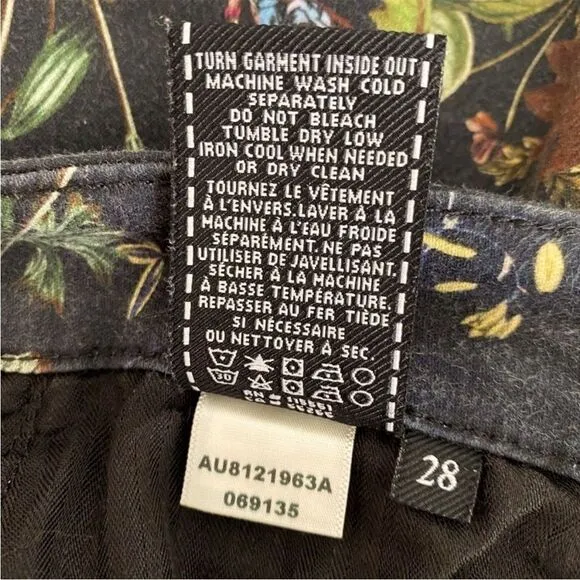 TURN GARMENT INSIDE OUT
MACHINE WASH COLD
SEPARATELY
DO NOT BLEACH
TUMBLE DRY LOW
IRON COOL WHEN NEEDED
OR DRY CLEAN
TOURNEZ LE VÊTEMENT
À L'ENVERS.LAVER À LA
MACHINE À L'EAU FROIDE
SÉPARÉMENT. NE PAS
UTILISER DE JAVELLISANT.
SÉCHER À LA MACHINE
À BASSE TEMPÉRATURE.
REPASSER AU FER TIÈDE
SI NÉCESSAIRE
OU NETTOYER À SEC.
30
RN #
AU8121963A
069135
28